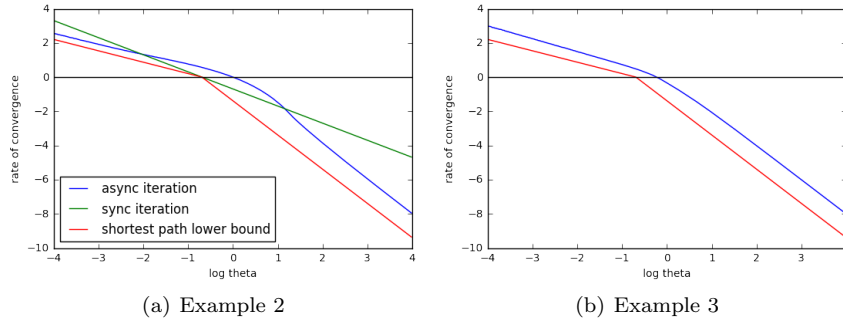 4
2
0
−2
−4
−6
−8
−10
rate of convergence
async iteration
sync iteration
shortest path lower bound
−4 −3 −2 −1 0 1 2 3 4
log theta
(a) Example 2
4
2
0
−2
−4
−6
−8
−10
rate of convergence
−4 −3 −2 −1 0 1 2 3 4
log theta
(b) Example 3